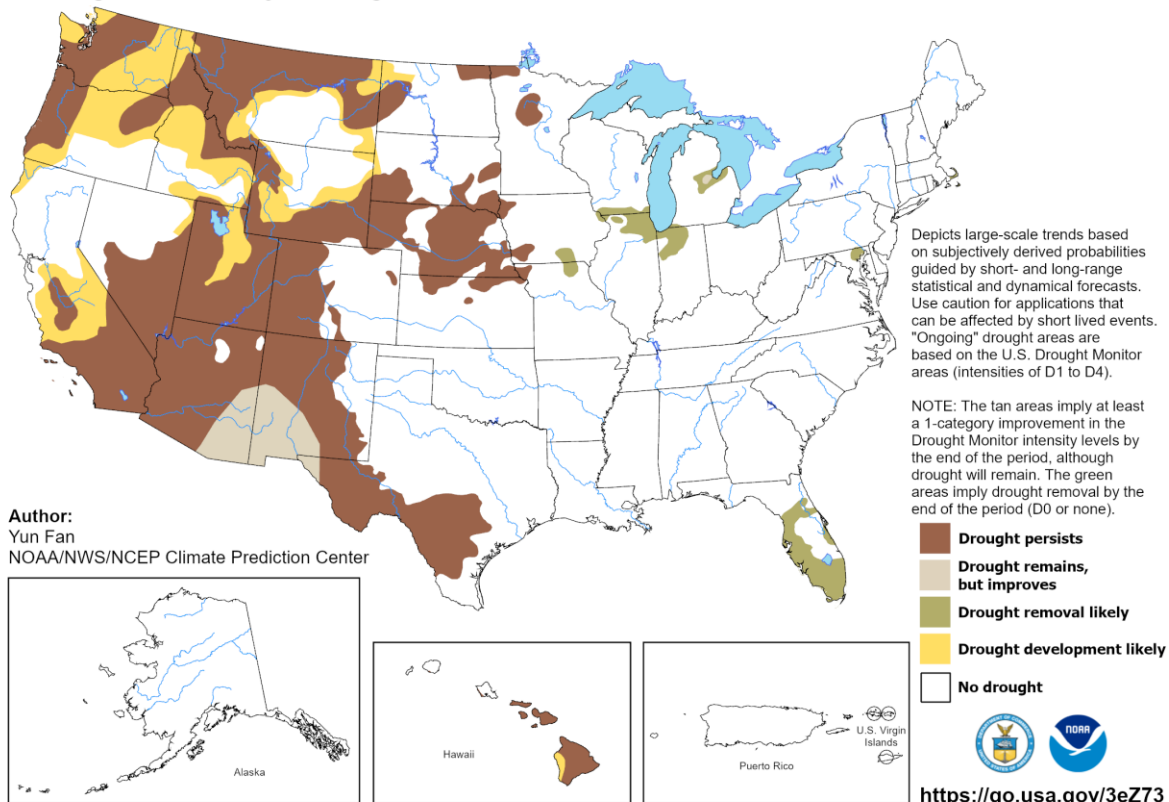 Depicts large-scale trends based
on subjectively derived probabilities
guided by short- and long-range
statistical and dynamical forecasts.
Use caution for applications that
can be affected by short lived events.
"Ongoing" drought areas are
based on the U.S. Drought Monitor
areas (intensities of D1 to D4).
NOTE: The tan areas imply at least
a 1-category improvement in the
Drought Monitor intensity levels by
the end of the period, although
drought will remain. The green
areas imply drought removal by the
end of the period (D0 or none).
Author:
Yun Fan
NOAA/NWS/NCEP Climate Prediction Center
Drought persists
Drought remains,
but improves
Drought removal likely
Drought development likely
No drought
Alaska
Hawaii
Puerto Rico
U.S. Virgin
Islands
NOAA
https://go.usa.gov/3eZ73